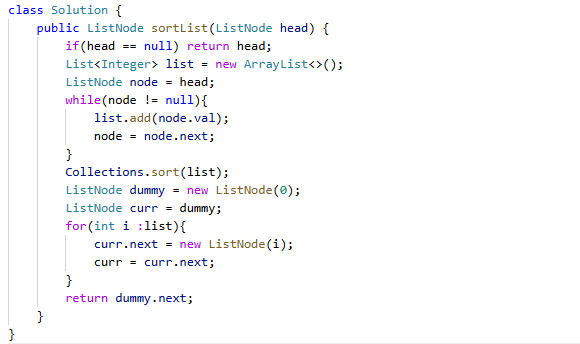 class Solution {
    public ListNode sortList(ListNode head) {
        if(head == null) return head;
        List<Integer> list = new ArrayList<>();
        ListNode node = head;
        while(node != null){
            list.add(node.val);
            node = node.next;
        }
        Collections.sort(list);
        ListNode dummy = new ListNode(0);
        ListNode curr = dummy;
        for(int i :list){
            curr.next = new ListNode(i);
            curr = curr.next;
        }
        return dummy.next;
    }
}